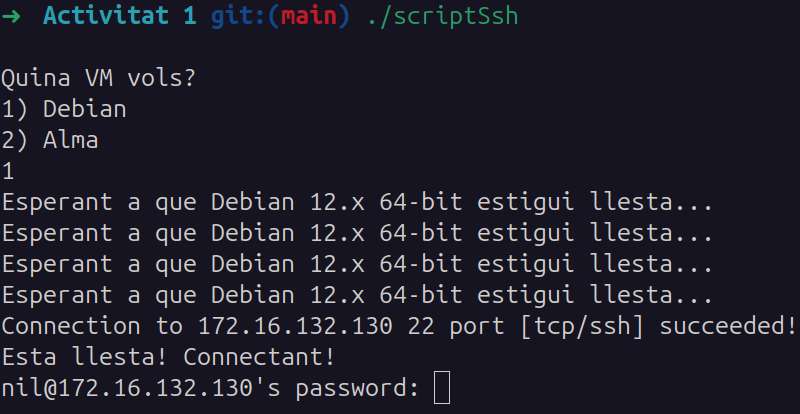 ➜ Activitat 1 git:(main) ./scriptSsh
Quina VM vols?
1) Debian
2) Alma
1
Esperant a que Debian 12.x 64-bit estigui llesta...
Esperant a que Debian 12.x 64-bit estigui llesta...
Esperant a que Debian 12.x 64-bit estigui llesta...
Esperant a que Debian 12.x 64-bit estigui llesta...
Connection to 172.16.132.130 22 port [tcp/ssh] succeeded!
Esta llesta! Connectant!
nil@172.16.132.130's password: